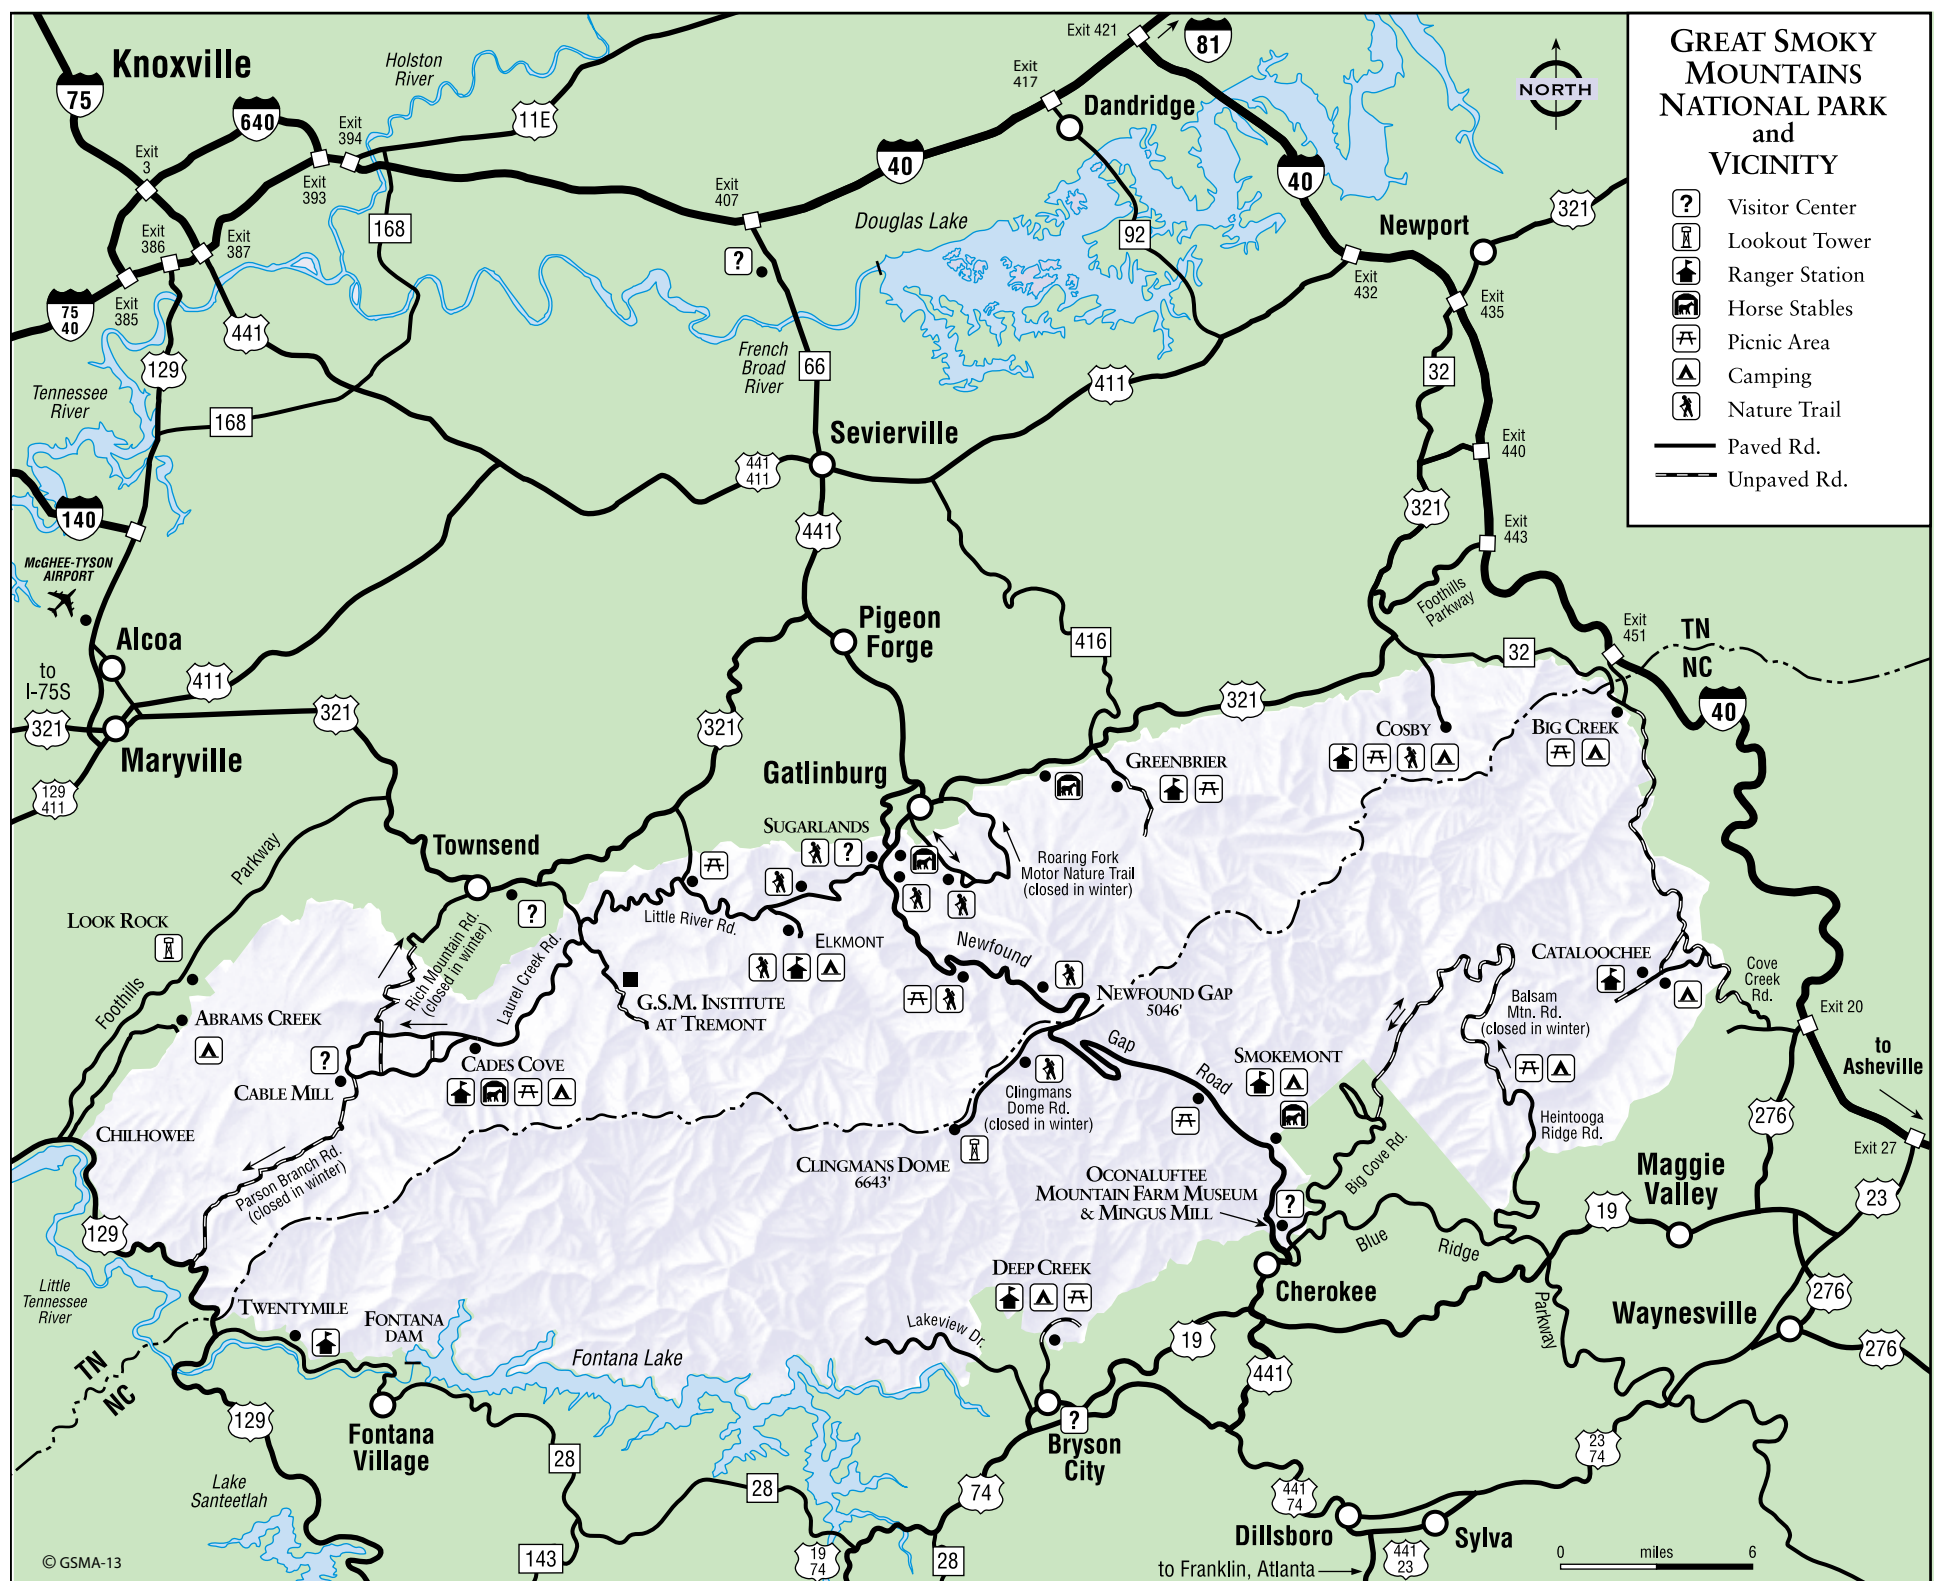 GREAT SMOKY
MOUNTAINS
NATIONAL PARK
and
VICINITY
? Visitor Center
Lookout Tower
Ranger Station
Horse Stables
Picnic Area
Camping
Nature Trail
Paved Rd.
Unpaved Rd.
NORTH
Knoxville
75
640
Holston
River
11E
Exit
3
Exit
394
Exit
393
Exit
386
Exit
387
Exit
385
75
40
168
441
129
168
Tennessee
River
140
McGHEE-TYSON
AIRPORT
Alcoa
to
I-75S
411
321
321
Maryville
129
411
Exit
407
?
40
Exit
417
Exit 421
81
Dandridge
Douglas Lake
92
40
Newport
321
Exit
432
Exit
435
French
Broad
River
66
411
32
Sevierville
441
411
441
Exit
440
321
Exit
443
Foothills
Parkway
Pigeon
Forge
416
Exit
451
TN
NC
32
40
321
321
Gatlinburg
COSBY
BIG CREEK
GREENBRIER
Townsend
?
SUGARLANDS
?
Roaring Fork
Motor Nature Trail
(closed in winter)
Parkway
Foothills
LOOK ROCK
Rich Mountain Rd.
(closed in winter)
Laurel Creek Rd.
Little River Rd.
ELKMONT
Newfound
Gap
Road
G.S.M. INSTITUTE
AT TREMONT
NEWFOUND GAP
5046'
CATALOOCHEE
Cove
Creek
Rd.
Balsam
Mtn. Rd.
(closed in winter)
Exit 20
to
Asheville
ABRAMS CREEK
?
CABLE MILL
CADES COVE
Clingmans
Dome Rd.
(closed in winter)
SMOKEMONT
Heintooga
Ridge Rd.
276
Exit 27
CHILHOWEE
Parson Branch Rd.
(closed in winter)
CLINGMANS DOME
6643'
OCONALUFTEE
MOUNTAIN FARM MUSEUM
& MINGUS MILL
?
Big Cove Rd.
Maggie
Valley
19
23
129
Blue
Ridge
Parkway
Little
Tennessee
River
DEEP CREEK
Cherokee
276
Waynesville
276
TWENTYMILE
FONTANA
DAM
Fontana Lake
Lakeview Dr.
19
441
TN
NC
129
Fontana
Village
28
28
?
Bryson
City
74
23
74
Lake
Santeetlah
441
74
Dillsboro
Sylva
143
19
74
28
441
23
to Franklin, Atlanta
0 miles 6
© GSMA-13